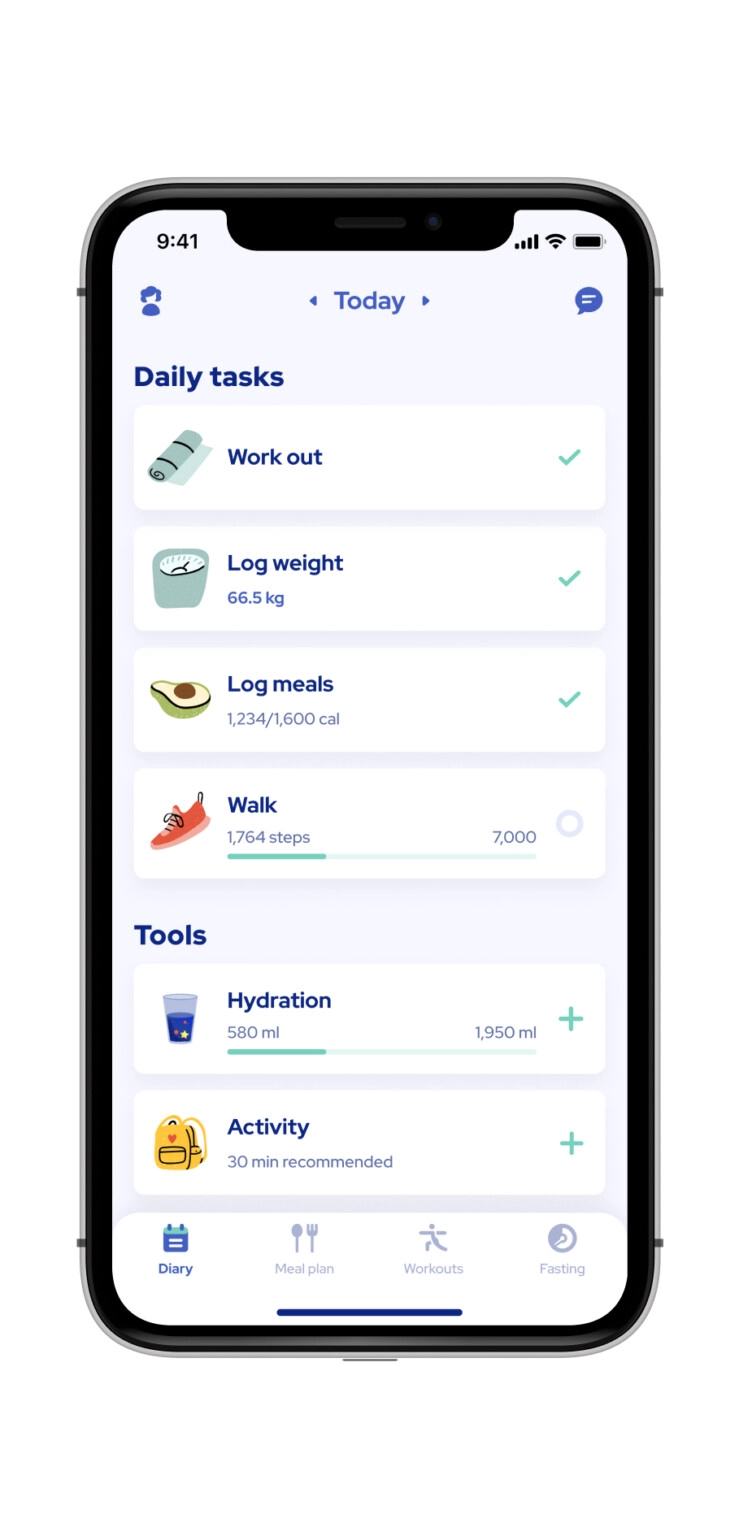 9:41
Today
Daily tasks
Work out
Log weight
66.5 kg
Log meals
1,234/1,600 cal
Walk
1,764 steps 7,000
Tools
Hydration
580 ml 1,950 ml
Activity
30 min recommended
Diary Meal plan Workouts Fasting